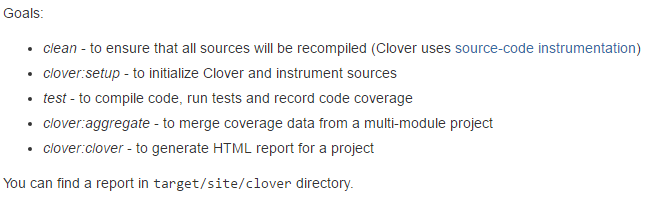 Goals:
• clean - to ensure that all sources will be recompiled (Clover uses source-code instrumentation)
• clover:setup - to initialize Clover and instrument sources
• test - to compile code, run tests and record code coverage
• clover:aggregate - to merge coverage data from a multi-module project
• clover:clover - to generate HTML report for a project
You can find a report in target/site/clover directory.